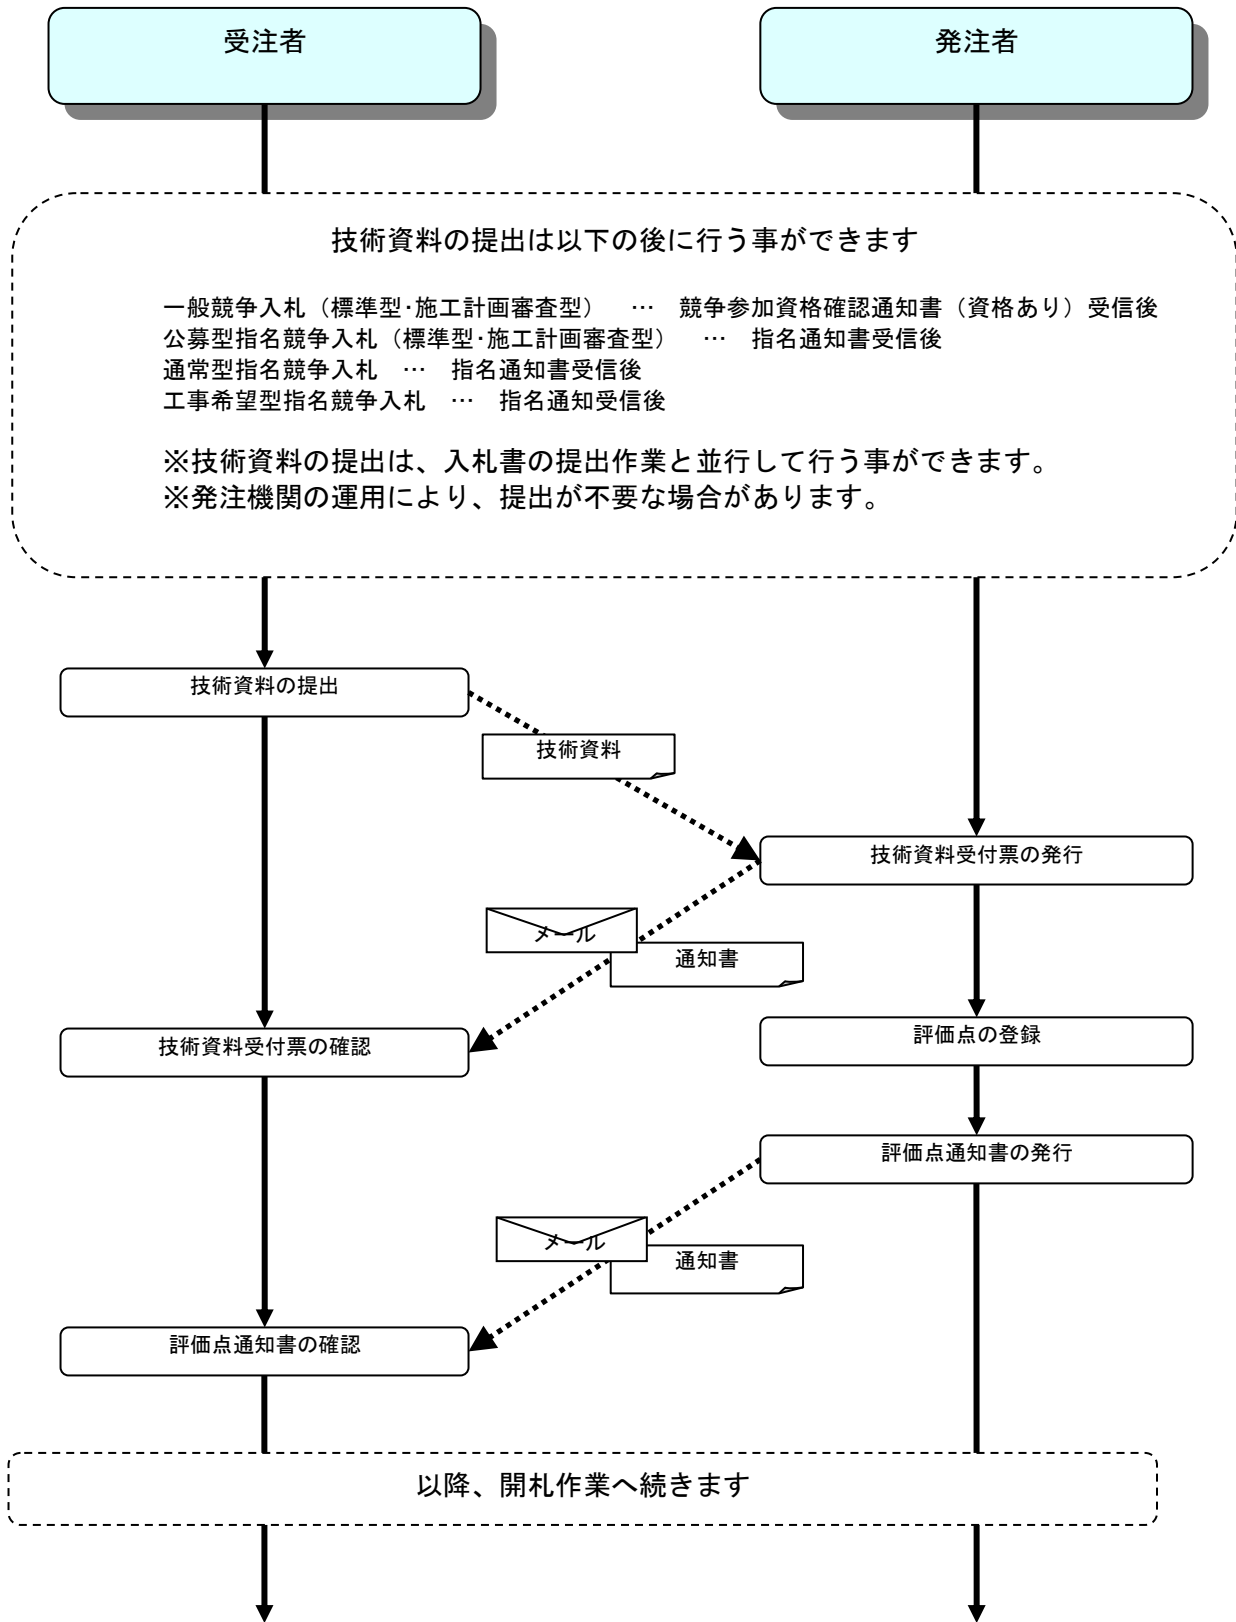 受注者
発注者
技術資料の提出は以下の後に行う事ができます
一般競争入札（標準型･施工計画審査型）　…　競争参加資格確認通知書（資格あり）受信後
公募型指名競争入札（標準型･施工計画審査型）　…　指名通知書受信後
通常型指名競争入札　…　指名通知書受信後
工事希望型指名競争入札　…　指名通知受信後
※技術資料の提出は、入札書の提出作業と並行して行う事ができます。
※発注機関の運用により、提出が不要な場合があります。
技術資料の提出
技術資料
技術資料受付票の発行
メール
通知書
技術資料受付票の確認
評価点の登録
評価点通知書の発行
メール
通知書
評価点通知書の確認
以降、開札作業へ続きます